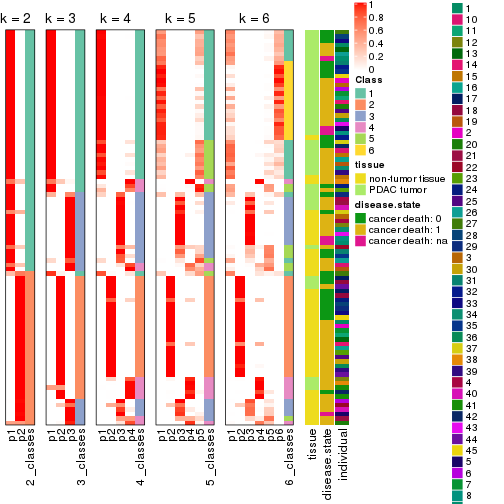 k = 2
k = 3
k = 4
k = 5
k = 6
p1
p2
2_classes
p1
p2
p3
3_classes
p1
p2
p3
p4
4_classes
p1
p2
p3
p4
p5
5_classes
p1
p2
p3
p4
p5
p6
6_classes
tissue
disease.state
individual
1
0.8
0.6
0.4
0.2
0
Class
1
2
3
4
5
6
tissue
non-tumor tissue
PDAC tumor
disease.state
cancer death: 0
cancer death: 1
cancer death: na
1
10
11
12
13
14
15
16
17
18
19
2
20
21
22
23
24
25
26
27
28
29
3
30
31
32
33
34
35
36
37
38
39
4
40
41
42
43
44
45
5
6
7
8